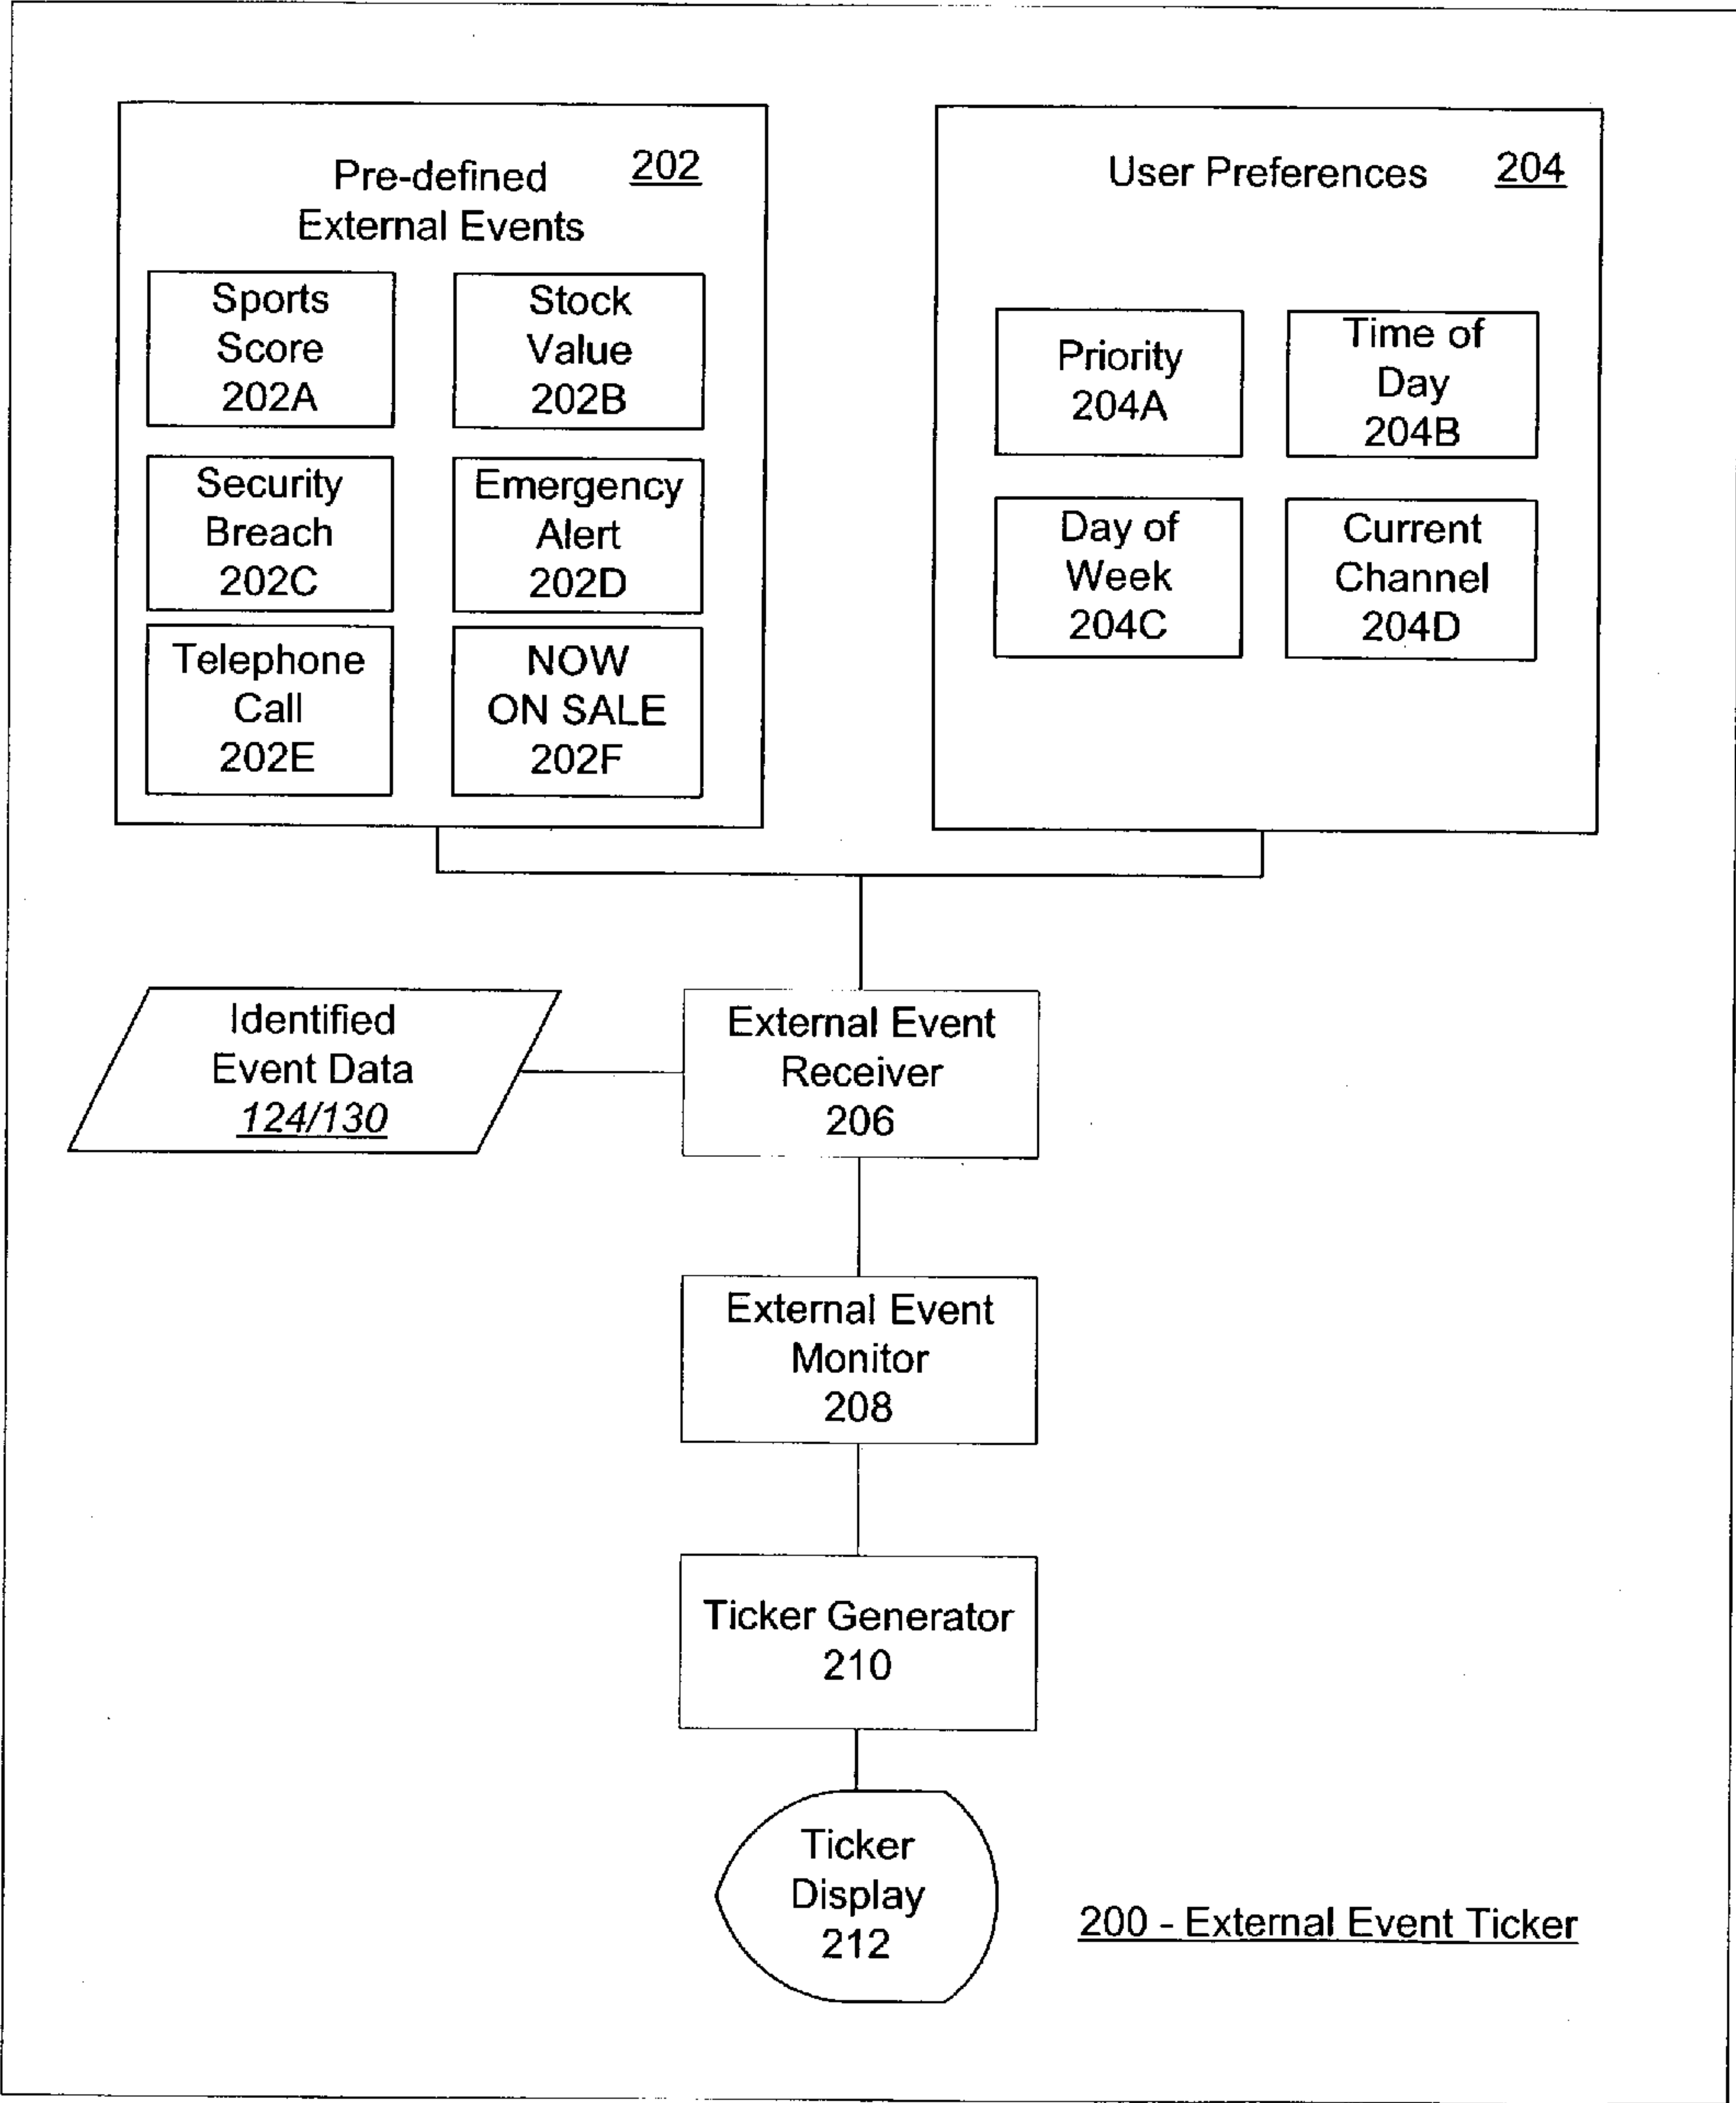 Pre-defined 202
External Events
Sports
Score
202A
Stock
Value
202B
Security
Breach
202C
Emergency
Alert
202D
Telephone
Call
202E
NOW
ON SALE
202F
User Preferences 204
Priority
204A
Time of
Day
204B
Day of
Week
204C
Current
Channel
204D
Identified
Event Data
124/130
External Event
Receiver
206
External Event
Monitor
208
Ticker Generator
210
Ticker
Display
212
200 - External Event Ticker